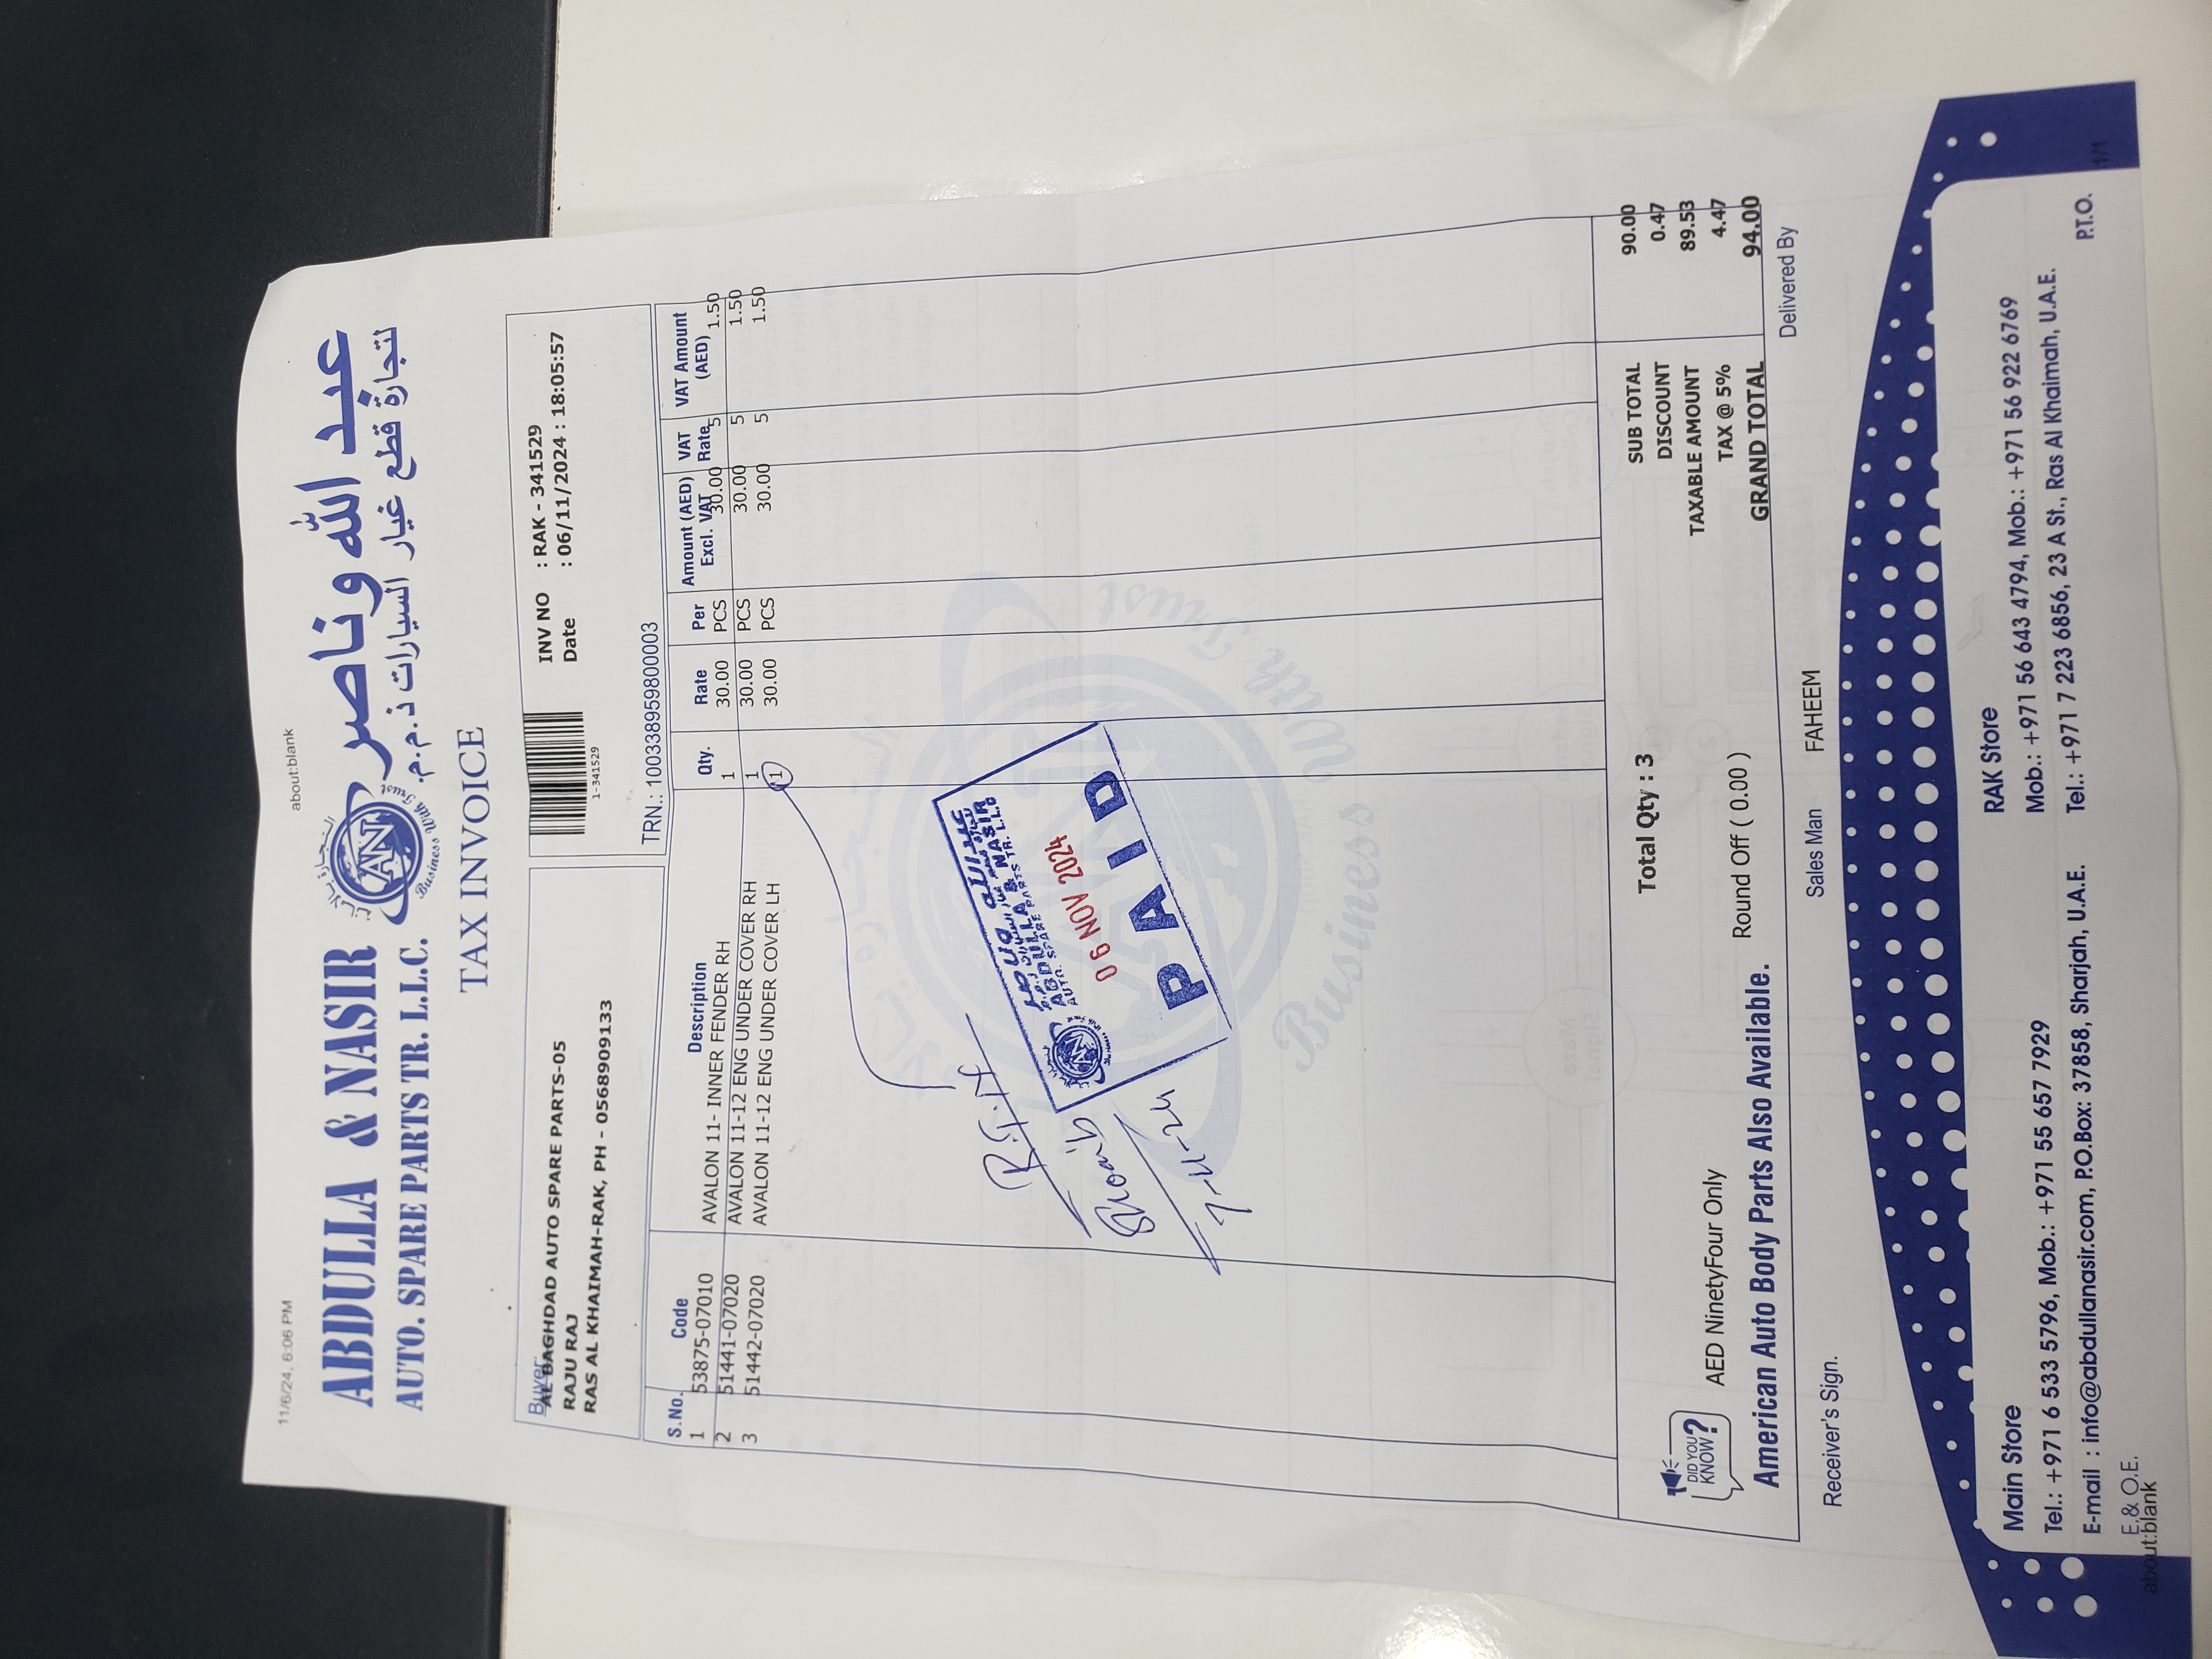 11/6/24, 6:06 PM
about:blank
ABDULLA & NASIR
AUTO. SPARE PARTS TR. L.L.C.
AN
Business With Trust
عبد الله وناصر
لتجارة قطع غيار السيارات ذ.م.م.
TAX INVOICE
Buyer:
AL BAGHDAD AUTO SPARE PARTS-05
RAJU RAJ
RAS AL KHAIMAH-RAK, PH - 0568909133
1-341529
INV NO : RAK - 341529
Date : 06/11/2024 : 18:05:57
TRN.: 100338959800003
S.No. Code Description Qty. Rate Per Amount (AED) Excl. VAT VAT Rate VAT Amount (AED)
1 53875-07010 AVALON 11- INNER FENDER RH 1 30.00 PCS 30.00 5 1.50
2 51441-07020 AVALON 11-12 ENG UNDER COVER RH 1 30.00 PCS 30.00 5 1.50
3 51442-07020 AVALON 11-12 ENG UNDER COVER LH 1 30.00 PCS 30.00 5 1.50
ABDULLA & NASIR
AUTO. SPARE PARTS TR. L.L.C
06 NOV 2024
PAID
Shoaib
7-11-24
Business With Trust
Total Qty : 3
SUB TOTAL 90.00
DISCOUNT 0.47
TAXABLE AMOUNT 89.53
TAX @ 5% 4.47
GRAND TOTAL 94.00
DID YOU KNOW?
AED NinetyFour Only
Round Off ( 0.00 )
American Auto Body Parts Also Available.
Receiver's Sign.
Sales Man FAHEEM
Delivered By
Main Store
Tel.: +971 6 533 5796, Mob.: +971 55 657 7929
E-mail : info@abdullanasir.com, P.O.Box: 37858, Sharjah, U.A.E.
RAK Store
Mob.: +971 56 643 4794, Mob.: +971 56 922 6769
Tel.: +971 7 223 6856, 23 A St., Ras Al Khaimah, U.A.E.
E.& O.E.
P.T.O.
about:blank
1/1